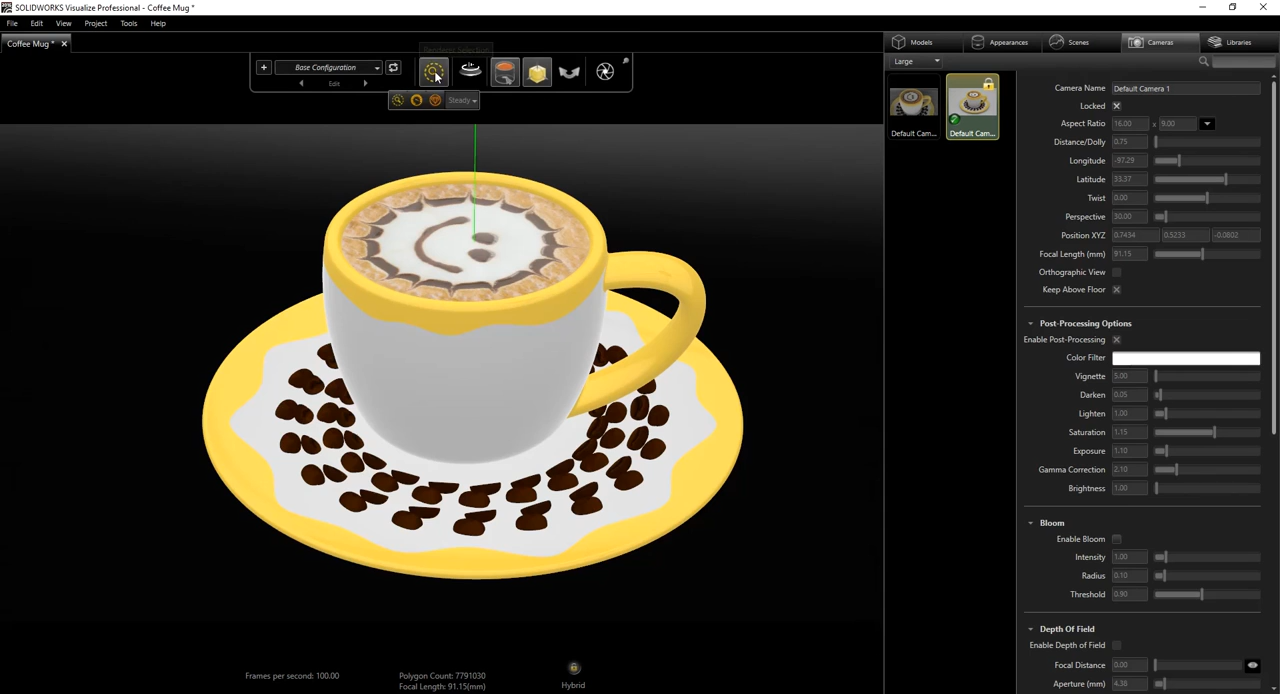 SOLIDWORKS Visualize Professional - Coffee Mug *
File Edit View Project Tools Help
Coffee Mug *
Renderer Selection
Base Configuration
Edit
Steady
Models Appearances Scenes Cameras Libraries
Large
Default Cam...
Default Cam...
Camera Name Default Camera 1
Locked
Aspect Ratio 16.00 x 9.00
Distance/Dolly 0.75
Longitude -97.29
Latitude 33.37
Twist 0.00
Perspective 30.00
Position XYZ 0.7434 0.5233 -0.0802
Focal Length (mm) 91.15
Orthographic View
Keep Above Floor
Post-Processing Options
Enable Post-Processing
Color Filter
Vignette 5.00
Darken 0.05
Lighten 1.00
Saturation 1.15
Exposure 1.10
Gamma Correction 2.10
Brightness 1.00
Bloom
Enable Bloom
Intensity 1.00
Radius 0.10
Threshold 0.90
Depth Of Field
Enable Depth of Field
Focal Distance 0.00
Aperture (mm) 4.38
Frames per second: 100.00
Polygon Count: 7791030
Focal Length: 91.15(mm)
Hybrid